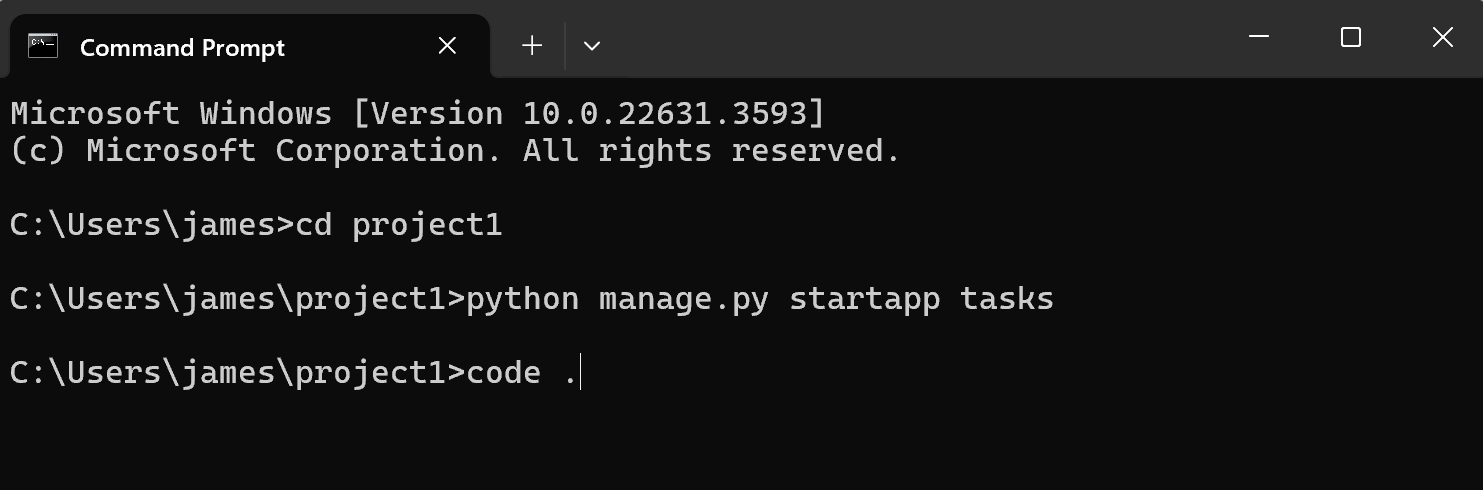 Command Prompt
Microsoft Windows [Version 10.0.22631.3593]
(c) Microsoft Corporation. All rights reserved.
C:\Users\james>cd project1
C:\Users\james\project1>python manage.py startapp tasks
C:\Users\james\project1>code .